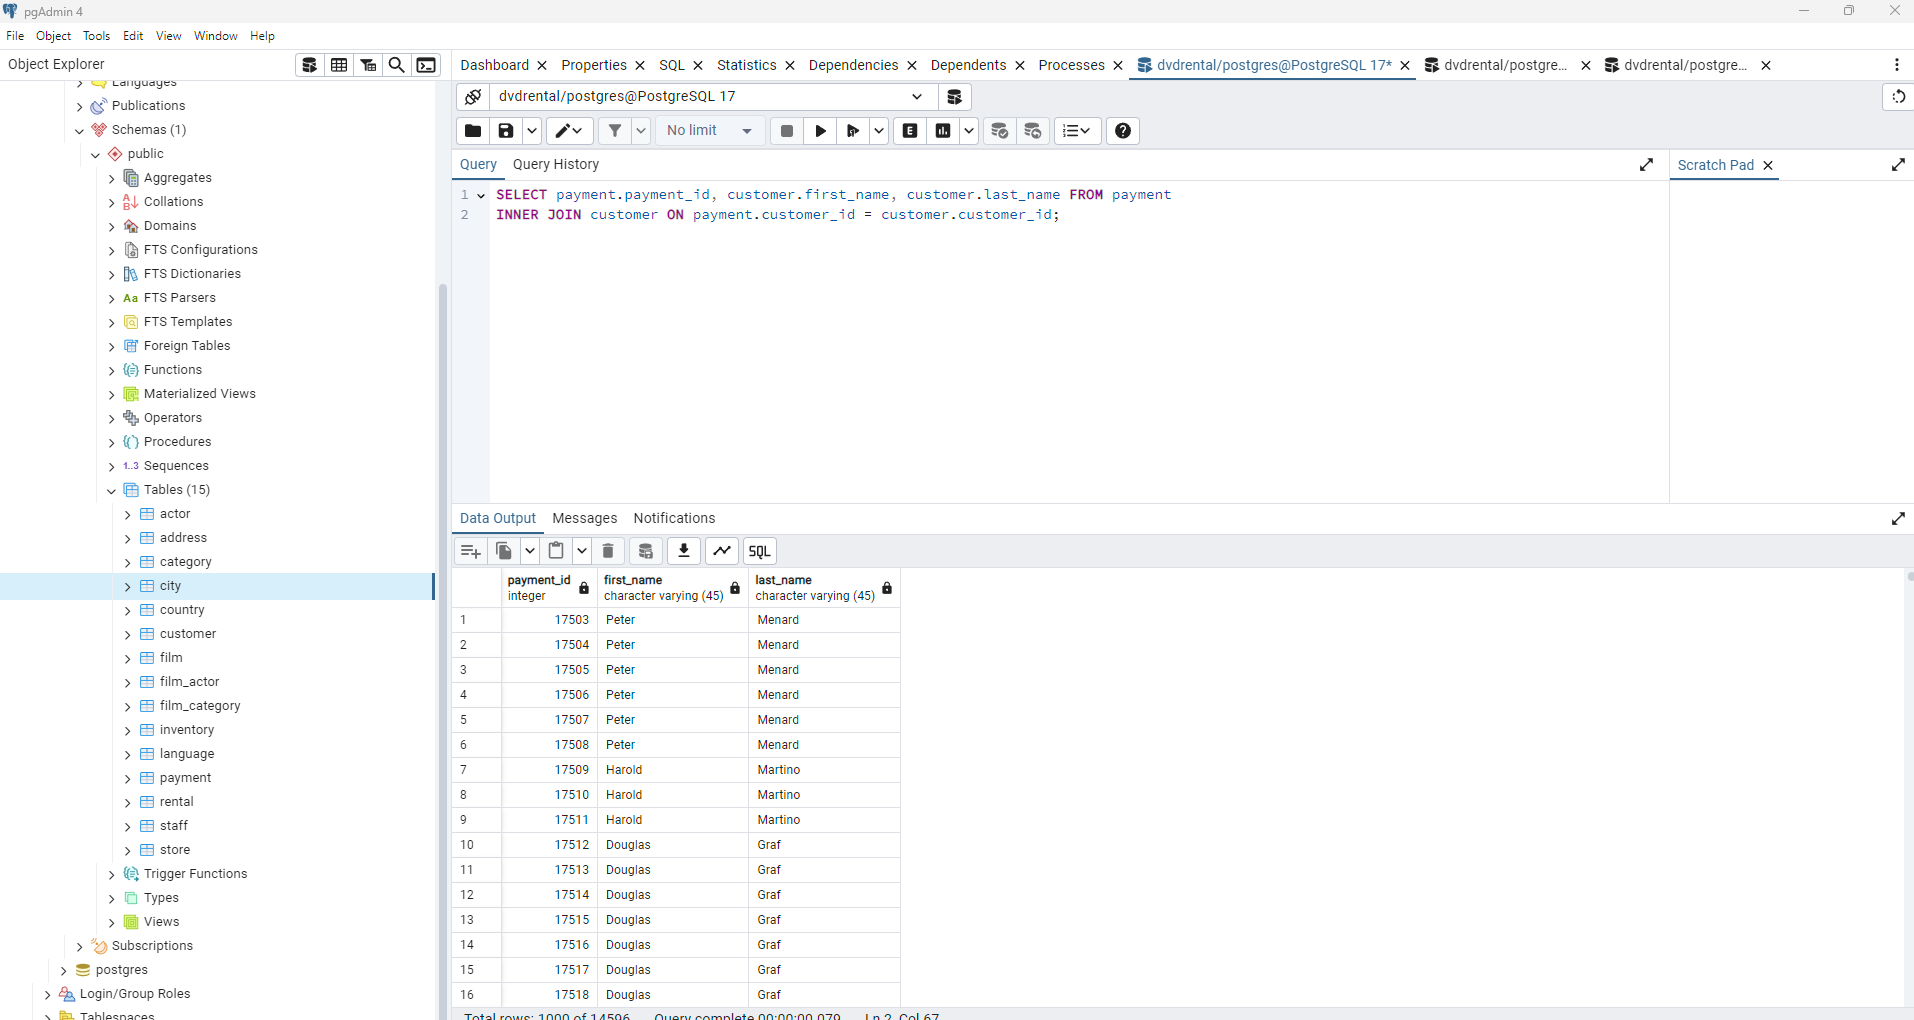 pgAdmin 4
File Object Tools Edit View Window Help
Object Explorer
Dashboard Properties SQL Statistics Dependencies Dependents Processes dvdrental/postgres@PostgreSQL 17* dvdrental/postgre... dvdrental/postgre...
Languages
Publications
Schemas (1)
public
Aggregates
Collations
Domains
FTS Configurations
FTS Dictionaries
Aa FTS Parsers
FTS Templates
Foreign Tables
Functions
Materialized Views
Operators
Procedures
1..3 Sequences
Tables (15)
actor
address
category
city
country
customer
film
film_actor
film_category
inventory
language
payment
rental
staff
store
Trigger Functions
Types
Views
Subscriptions
postgres
Login/Group Roles
Tablespaces
dvdrental/postgres@PostgreSQL 17
No limit E
Query Query History
Scratch Pad
1 SELECT payment.payment_id, customer.first_name, customer.last_name FROM payment
2 INNER JOIN customer ON payment.customer_id = customer.customer_id;
Data Output Messages Notifications
SQL
payment_id first_name last_name
integer character varying (45) character varying (45)
1 17503 Peter Menard
2 17504 Peter Menard
3 17505 Peter Menard
4 17506 Peter Menard
5 17507 Peter Menard
6 17508 Peter Menard
7 17509 Harold Martino
8 17510 Harold Martino
9 17511 Harold Martino
10 17512 Douglas Graf
11 17513 Douglas Graf
12 17514 Douglas Graf
13 17515 Douglas Graf
14 17516 Douglas Graf
15 17517 Douglas Graf
16 17518 Douglas Graf
Total rows: 1000 of 14596 Query complete 00:00:00.079 Ln 2, Col 67